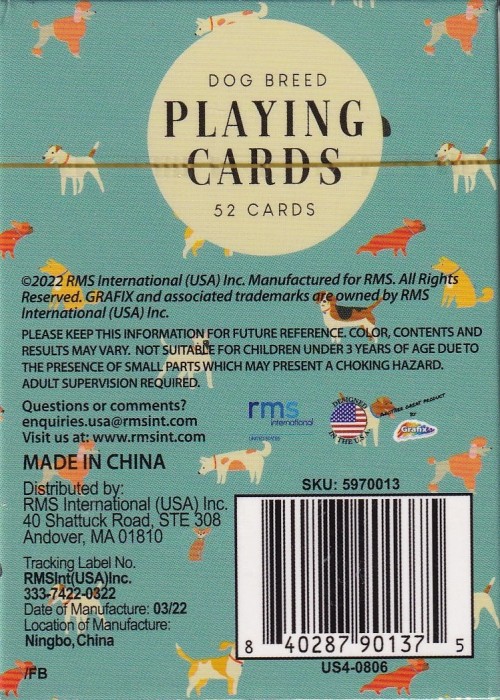 DOG BREED
PLAYING
CARDS
52 CARDS
©2022 RMS International (USA) Inc. Manufactured for RMS. All Rights
Reserved. GRAFIX and associated trademarks are owned by RMS
International (USA) Inc.
PLEASE KEEP THIS INFORMATION FOR FUTURE REFERENCE. COLOR, CONTENTS AND
RESULTS MAY VARY. NOT SUITABLE FOR CHILDREN UNDER 3 YEARS OF AGE DUE TO
THE PRESENCE OF SMALL PARTS WHICH MAY PRESENT A CHOKING HAZARD.
ADULT SUPERVISION REQUIRED.
Questions or comments?
enquiries.usa@rmsint.com
Visit us at: www.rmsint.com
rms
international
UNITED STATES
DESIGNED
IN THE U.S.A.
ANOTHER GREAT PRODUCT
by
Grafix
MADE IN CHINA
Distributed by:
RMS International (USA) Inc.
40 Shattuck Road, STE 308
Andover, MA 01810
Tracking Label No.
RMSInt(USA)Inc.
333-7422-0322
Date of Manufacture: 03/22
Location of Manufacture:
Ningbo, China
/FB
SKU: 5970013
8 40287 90137 5
US4-0806